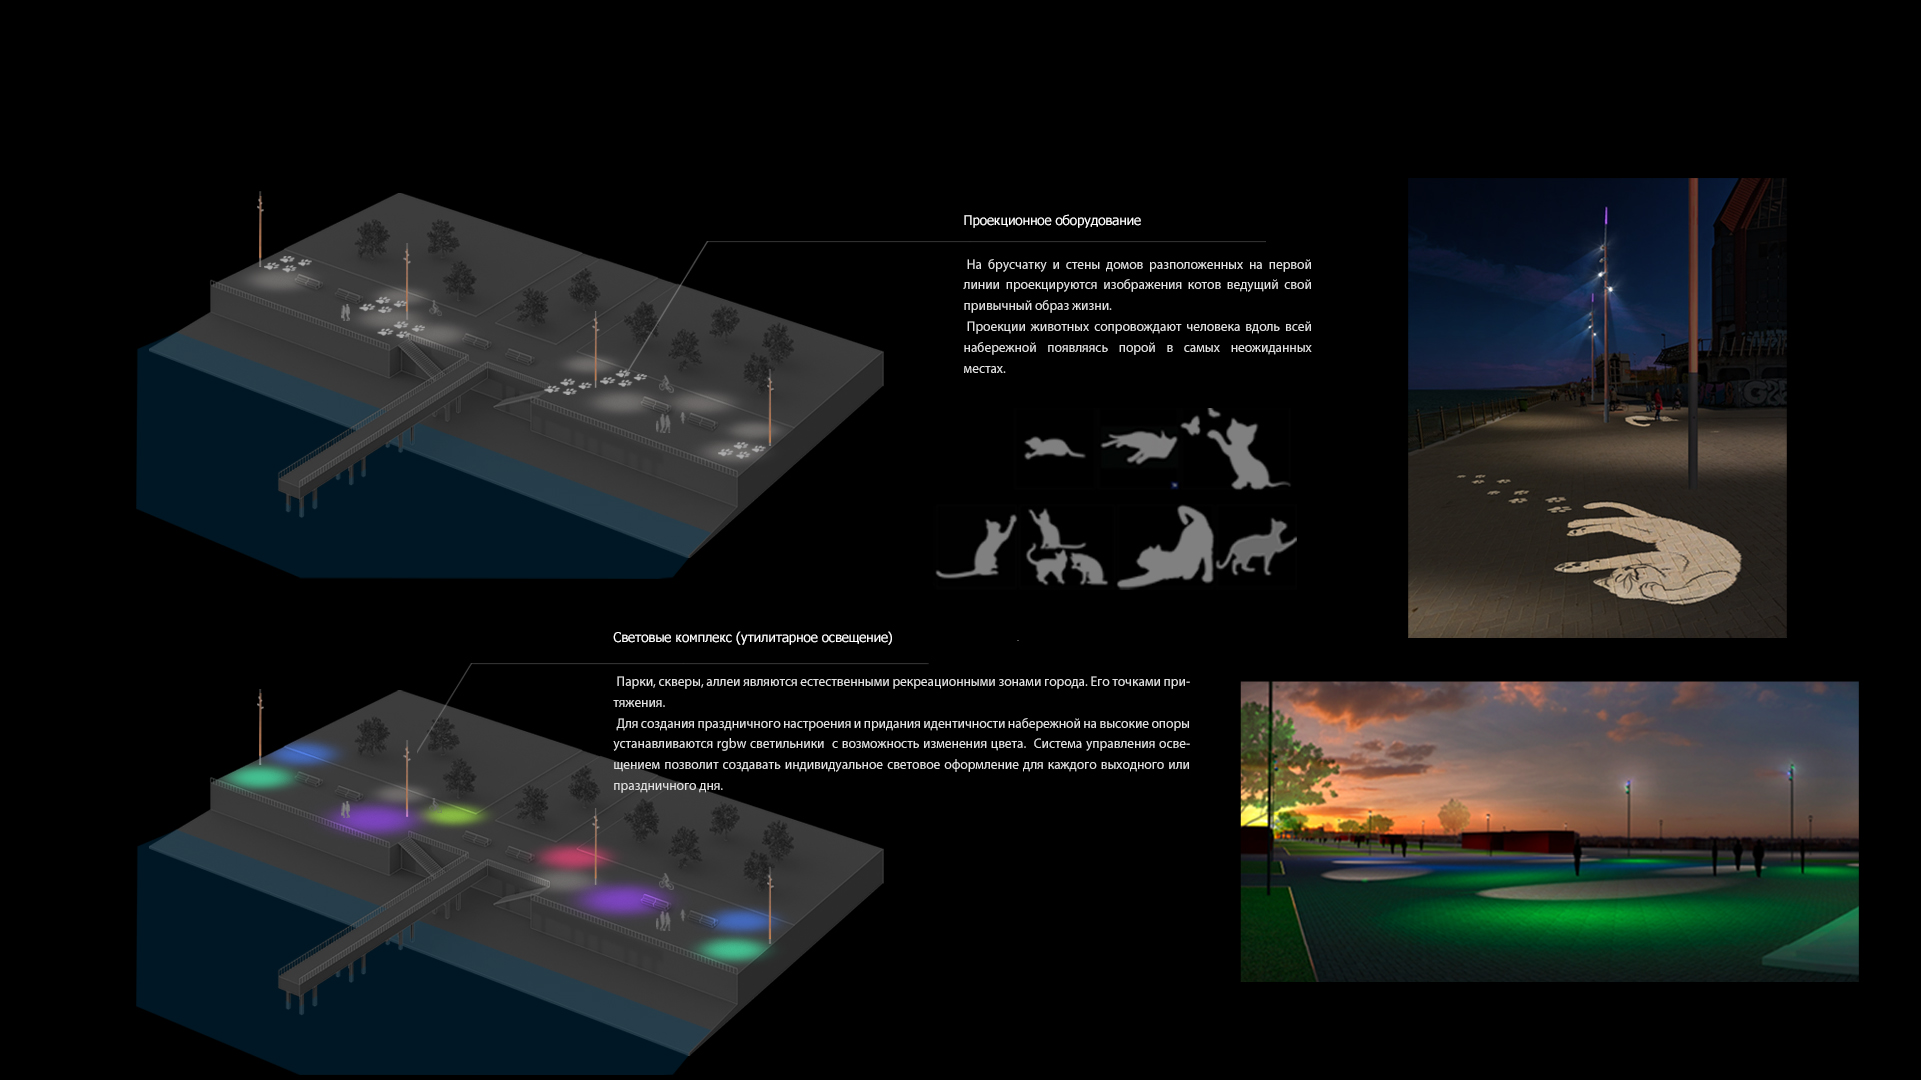 Проекционное оборудование
На брусчатку и стены домов разположенных на первой
линии проекцируются изображения котов ведущий свой
привычный образ жизни.
Проекции животных сопровождают человека вдоль всей
набережной появляясь порой в самых неожиданных
местах.
Световые комплекс (утилитарное освещение)
Парки, скверы, аллеи являются естественными рекреационными зонами города. Его точками при-
тяжения.
Для создания праздничного настроения и придания идентичности набережной на высокие опоры
устанавливаются rgbw светильники с возможность изменения цвета. Система управления осве-
щением позволит создавать индивидуальное световое оформление для каждого выходного или
праздничного дня.